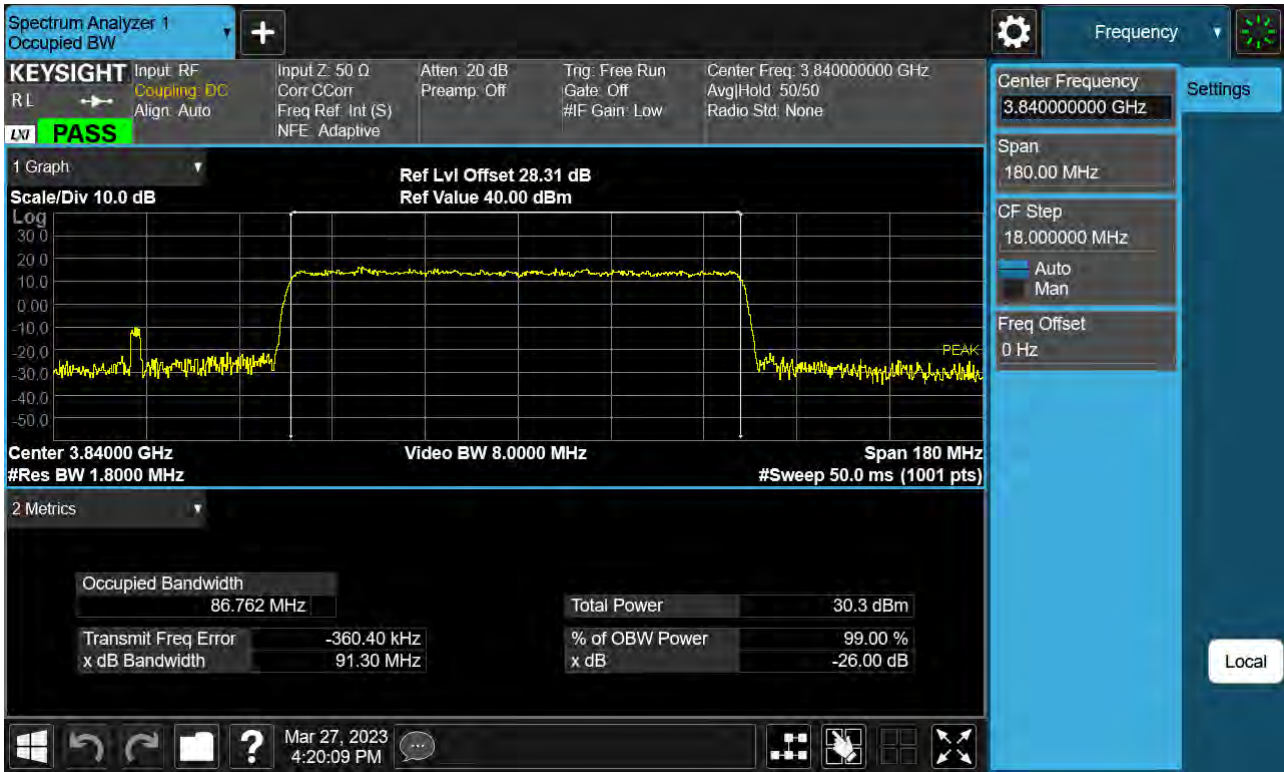 Spectrum Analyzer 1
Occupied BW
+
Frequency
KEYSIGHT
RL
LXI PASS
Input: RF
Coupling: DC
Align: Auto
Input Z: 50 Ω
Corr CCorr
Freq Ref: Int (S)
NFE: Adaptive
Atten: 20 dB
Preamp: Off
Trig: Free Run
Gate: Off
#IF Gain: Low
Center Freq: 3.840000000 GHz
Avg|Hold: 50/50
Radio Std: None
Center Frequency
3.840000000 GHz
Settings
Span
180.00 MHz
CF Step
18.000000 MHz
Auto
Man
Freq Offset
0 Hz
1 Graph
Scale/Div 10.0 dB
Ref Lvl Offset 28.31 dB
Ref Value 40.00 dBm
Log
30.0
20.0
10.0
0.00
-10.0
-20.0
-30.0
-40.0
-50.0
PEAK
Center 3.84000 GHz
#Res BW 1.8000 MHz
Video BW 8.0000 MHz
Span 180 MHz
#Sweep 50.0 ms (1001 pts)
2 Metrics
Occupied Bandwidth
86.762 MHz
Transmit Freq Error -360.40 kHz
x dB Bandwidth 91.30 MHz
Total Power 30.3 dBm
% of OBW Power 99.00 %
x dB -26.00 dB
Local
?
Mar 27, 2023
4:20:09 PM